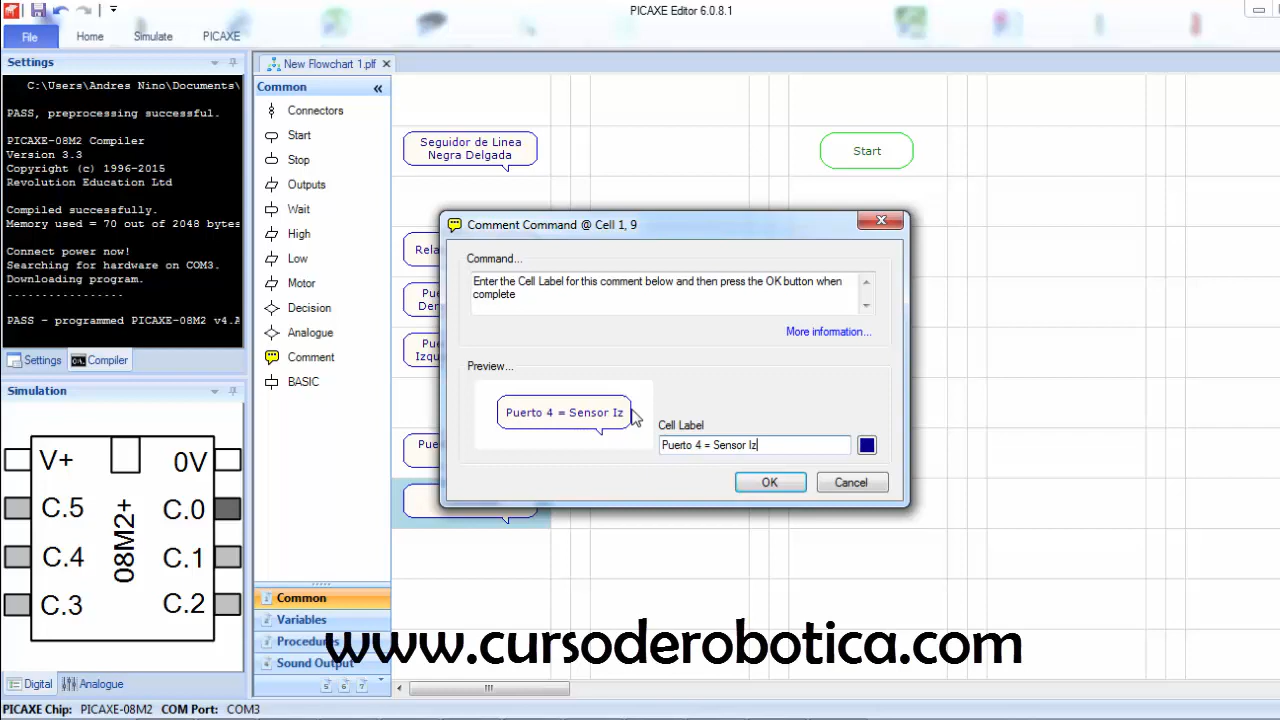 PICAXE Editor 6.0.8.1
File
Home
Simulate
PICAXE
Settings
C:\Users\Andres Nino\Documents\
PASS, preprocessing successful.
PICAXE-08M2 Compiler
Version 3.3
Copyright (c) 1996-2015
Revolution Education Ltd
Compiled successfully.
Memory used = 70 out of 2048 bytes
Connect power now!
Searching for hardware on COM3.
Downloading program.
-----------------
PASS - programmed PICAXE-08M2 v4.
Settings
Compiler
Simulation
V+
0V
C.5
C.0
C.4
C.1
C.3
C.2
08M2+
Digital
Analogue
PICAXE Chip: PICAXE-08M2 COM Port: COM3
New Flowchart 1.plf
Common
Connectors
Start
Stop
Outputs
Wait
High
Low
Motor
Decision
Analogue
Comment
BASIC
Common
Variables
Procedures
Sound Output
Seguidor de Linea
Negra Delgada
Start
Rela
Pu
Der
Pu
Izqu
Pu
Comment Command @ Cell 1, 9
Command...
Enter the Cell Label for this comment below and then press the OK button when
complete
More information...
Preview...
Puerto 4 = Sensor Iz
Cell Label
Puerto 4 = Sensor Iz
OK
Cancel
www.cursoderobotica.com